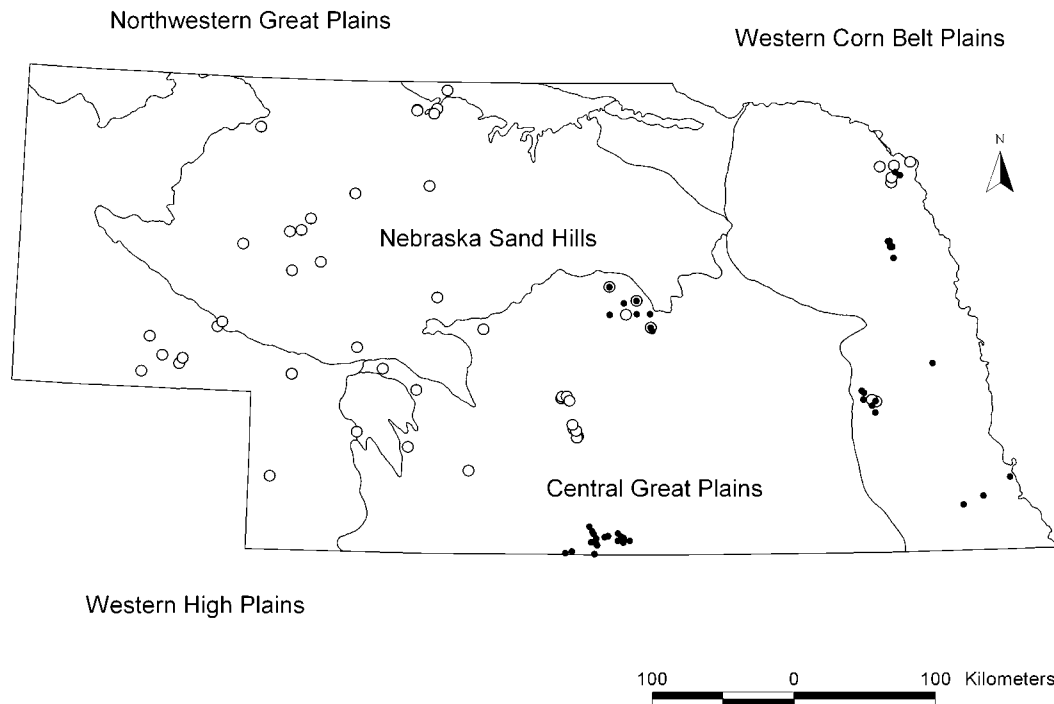 Northwestern Great Plains
Western Corn Belt Plains
N
Nebraska Sand Hills
Central Great Plains
Western High Plains
100 0 100 Kilometers